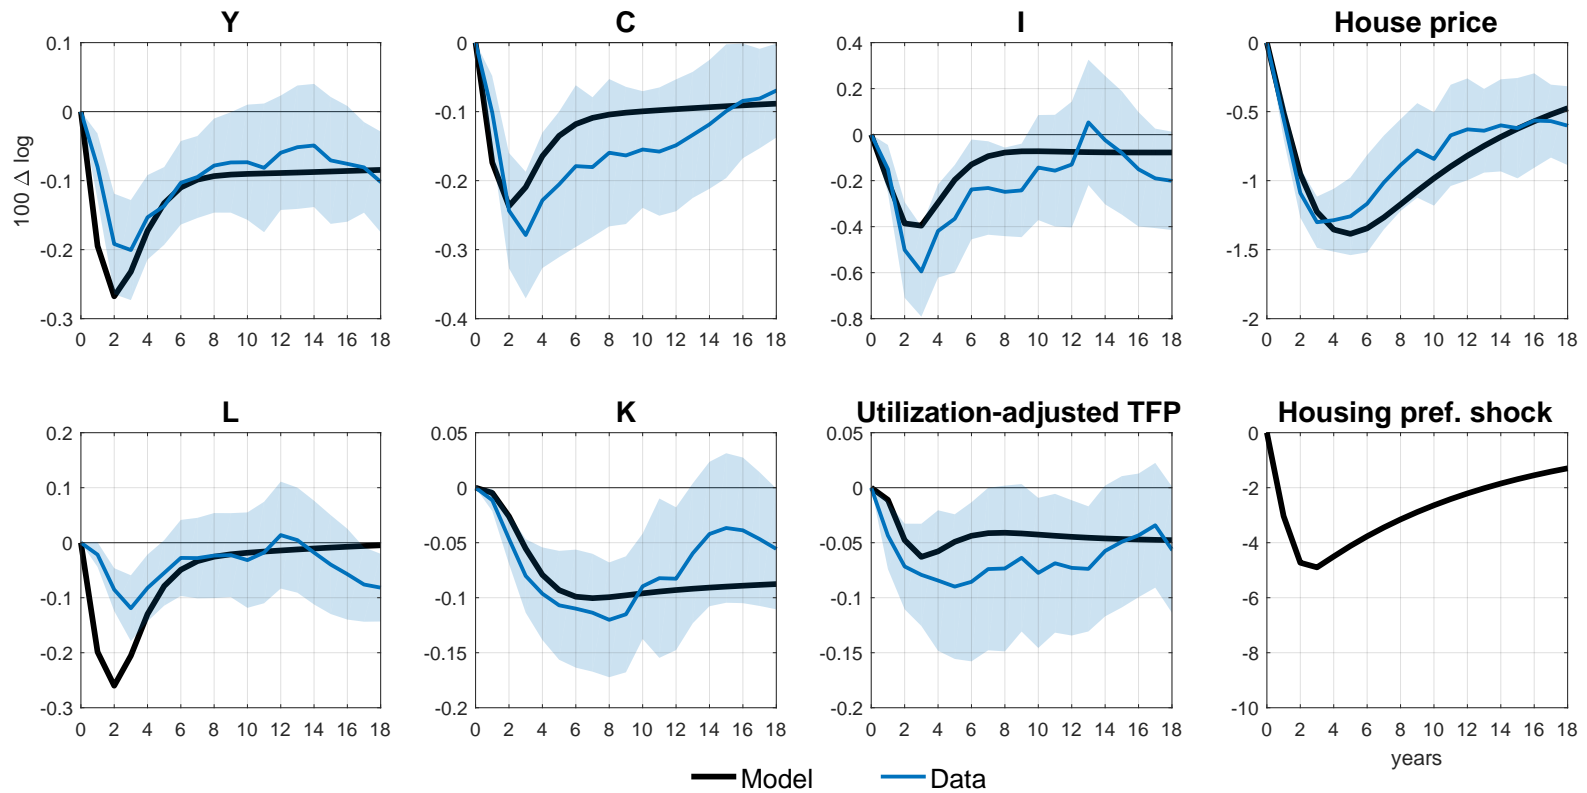 Y
C
I
House price
0.1
0
-0.1
-0.2
-0.3
100 Δ log
0 2 4 6 8 10 12 14 16 18
0
-0.1
-0.2
-0.3
-0.4
0 2 4 6 8 10 12 14 16 18
0.4
0.2
0
-0.2
-0.4
-0.6
-0.8
0 2 4 6 8 10 12 14 16 18
0
-0.5
-1
-1.5
-2
0 2 4 6 8 10 12 14 16 18
L
K
Utilization-adjusted TFP
Housing pref. shock
0.2
0.1
0
-0.1
-0.2
-0.3
0 2 4 6 8 10 12 14 16 18
0.05
0
-0.05
-0.1
-0.15
-0.2
0 2 4 6 8 10 12 14 16 18
0.05
0
-0.05
-0.1
-0.15
-0.2
0 2 4 6 8 10 12 14 16 18
0
-2
-4
-6
-8
-10
0 2 4 6 8 10 12 14 16 18
years
Model
Data